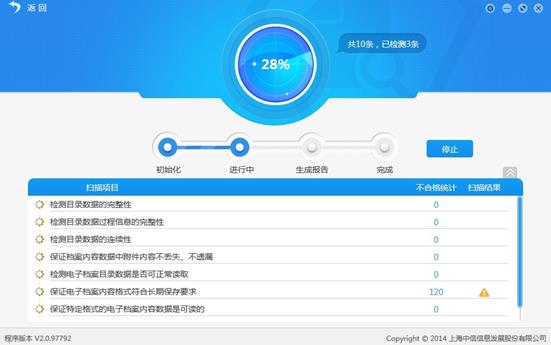 返回
共10条，已检测3条
28%
初始化 进行中 生成报告 完成
停止
扫描项目 不合格统计 扫描结果
检测目录数据的完整性 0
检测目录数据过程信息的完整性 0
检测目录数据的连续性 0
保证档案内容数据中附件内容不丢失、不遗漏 0
检测电子档案目录数据是否可正常读取 0
保证电子档案内容格式符合长期保存要求 120
保证特定格式的电子档案内容数据是可读的 0
程序版本 V2.0.97792 Copyright © 2014 上海中信信息发展股份有限公司